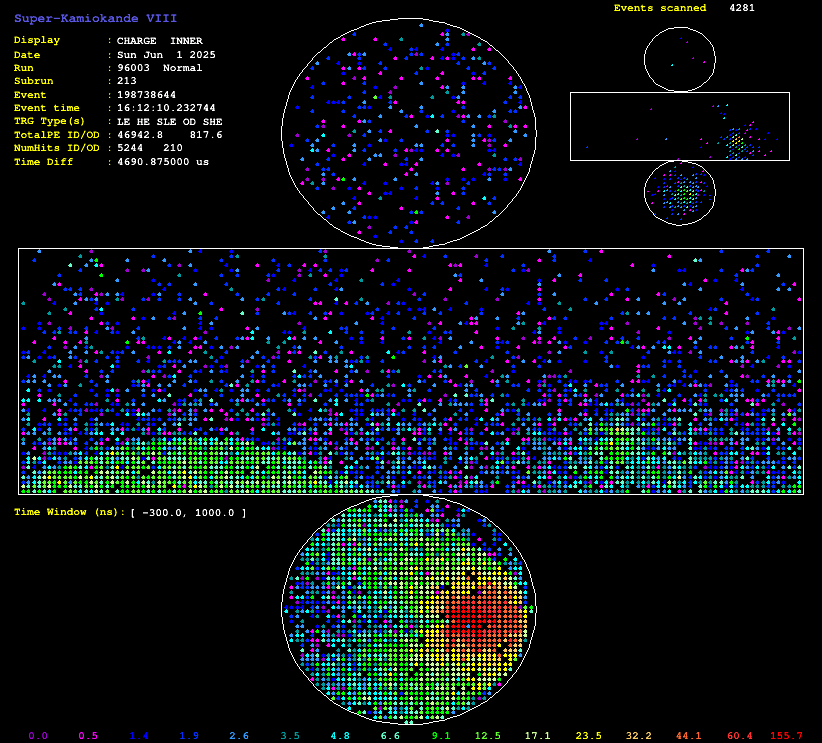 Super-Kamiokande VIII
Events scanned 4281
Display : CHARGE INNER
Date : Sun Jun 1 2025
Run : 96003 Normal
Subrun : 213
Event : 198738644
Event time : 16:12:10.232744
TRG Type(s) : LE HE SLE OD SHE
TotalPE ID/OD : 46942.8 817.6
NumHits ID/OD : 5244 210
Time Diff : 4690.875000 us
Time Window (ns): [ -300.0, 1000.0 ]
0.0 0.5 1.4 1.9 2.6 3.5 4.8 6.6 9.1 12.5 17.1 23.5 32.2 44.1 60.4 155.7